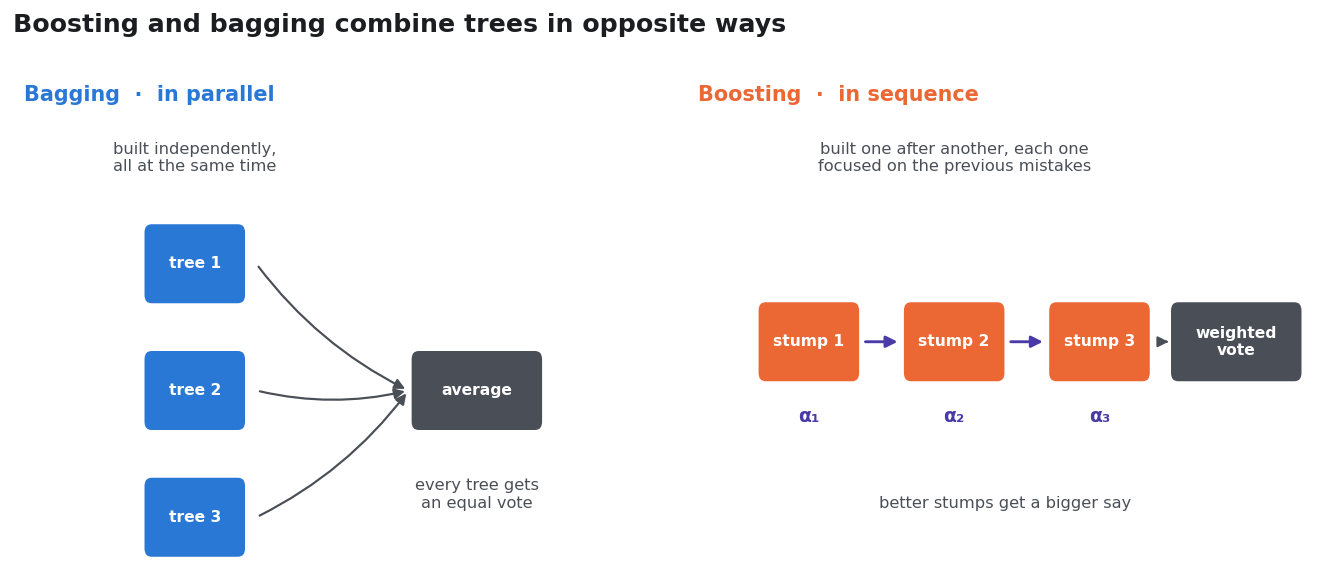 Boosting and bagging combine trees in opposite ways
Bagging · in parallel
built independently,
all at the same time
tree 1
tree 2
tree 3
average
every tree gets
an equal vote
Boosting · in sequence
built one after another, each one
focused on the previous mistakes
stump 1
stump 2
stump 3
weighted
vote
α₁
α₂
α₃
better stumps get a bigger say